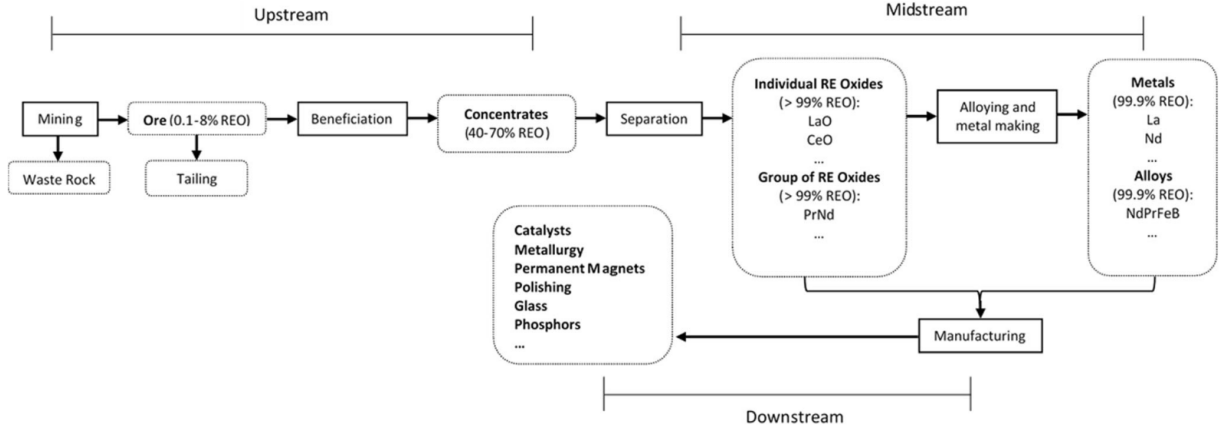 Upstream
Midstream
Mining
Ore (0.1-8% REO)
Beneficiation
Concentrates
(40-70% REO)
Separation
Individual RE Oxides
(> 99% REO):
LaO
CeO
...
Group of RE Oxides
(> 99% REO):
PrNd
...
Alloying and
metal making
Metals
(99.9% REO):
La
Nd
...
Alloys
(99.9% REO):
NdPrFeB
...
Waste Rock
Tailing
Catalysts
Metallurgy
Permanent Magnets
Polishing
Glass
Phosphors
...
Manufacturing
Downstream